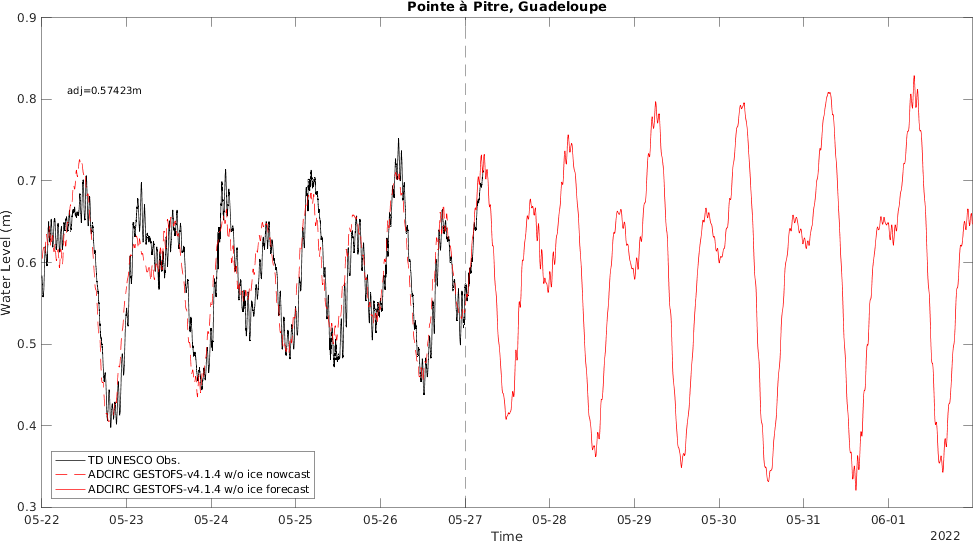 Pointe à Pitre, Guadeloupe
0.9
0.8
0.7
0.6
0.5
0.4
0.3
Water Level (m)
adj=0.57423m
TD UNESCO Obs.
ADCIRC GESTOFS-v4.1.4 w/o ice nowcast
ADCIRC GESTOFS-v4.1.4 w/o ice forecast
05-22 05-23 05-24 05-25 05-26 05-27 05-28 05-29 05-30 05-31 06-01
Time
2022